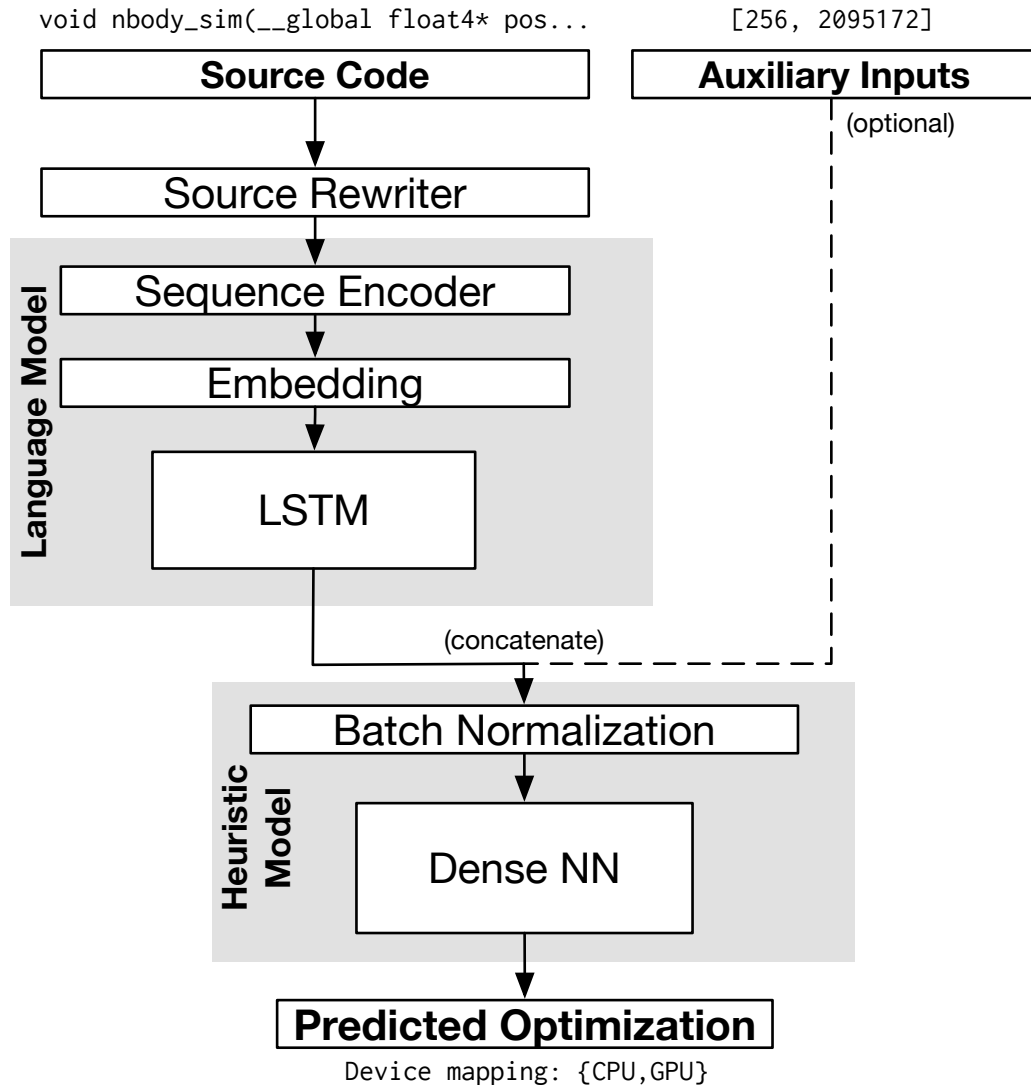 void nbody_sim(__global float4* pos...
[256, 2095172]
Source Code
Auxiliary Inputs
(optional)
Source Rewriter
Language Model
Sequence Encoder
Embedding
LSTM
(concatenate)
Heuristic
Model
Batch Normalization
Dense NN
Predicted Optimization
Device mapping: {CPU,GPU}